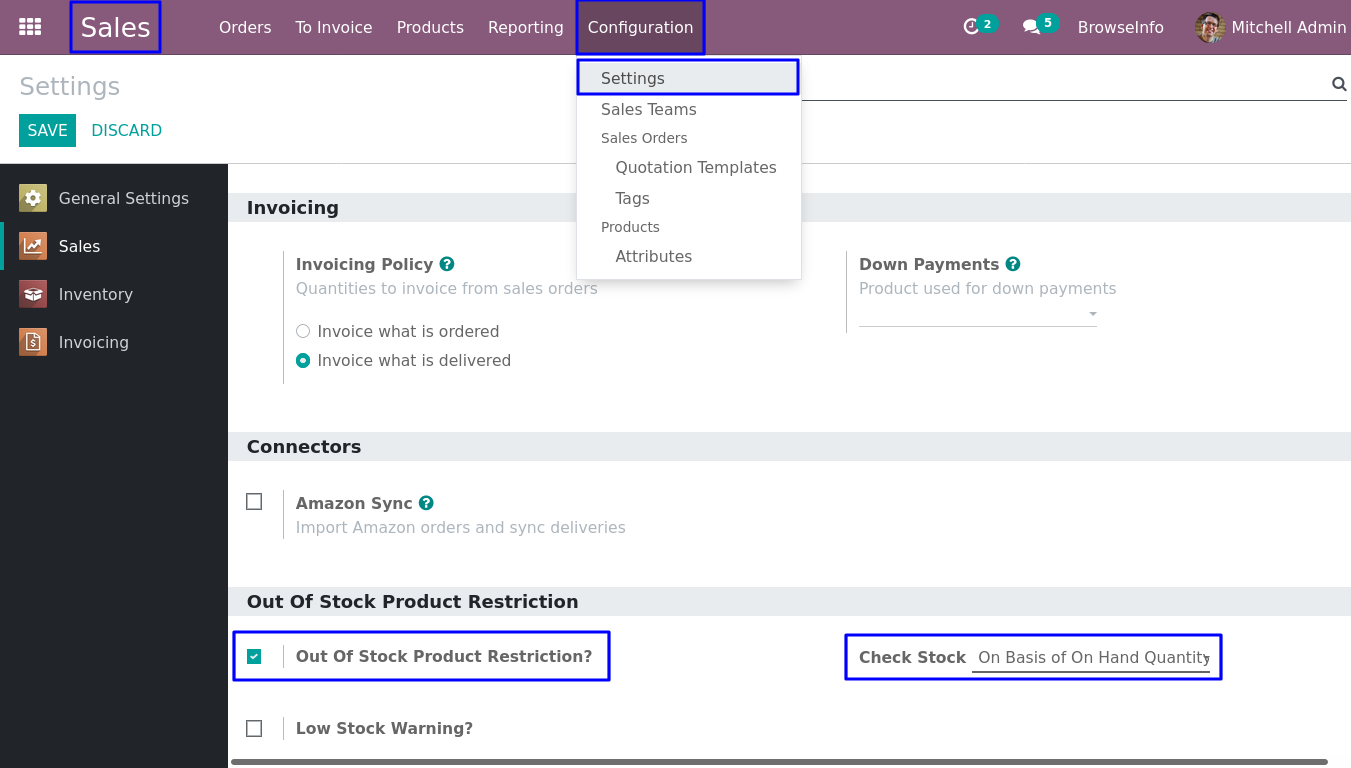 Sales Orders To Invoice Products Reporting Configuration 2 5 BrowseInfo Mitchell Admin
Settings
Settings
Sales Teams
Sales Orders
Quotation Templates
Tags
Products
Attributes
SAVE DISCARD
General Settings
Sales
Inventory
Invoicing
Invoicing
Invoicing Policy ?
Quantities to invoice from sales orders
Invoice what is ordered
Invoice what is delivered
Down Payments ?
Product used for down payments
Connectors
Amazon Sync ?
Import Amazon orders and sync deliveries
Out Of Stock Product Restriction
Out Of Stock Product Restriction?
Check Stock On Basis of On Hand Quantity
Low Stock Warning?